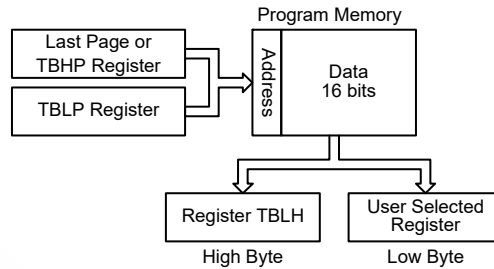 Program Memory
Last Page or
TBHP Register
TBLP Register
Address
Data
16 bits
Register TBLH
User Selected
Register
High Byte
Low Byte